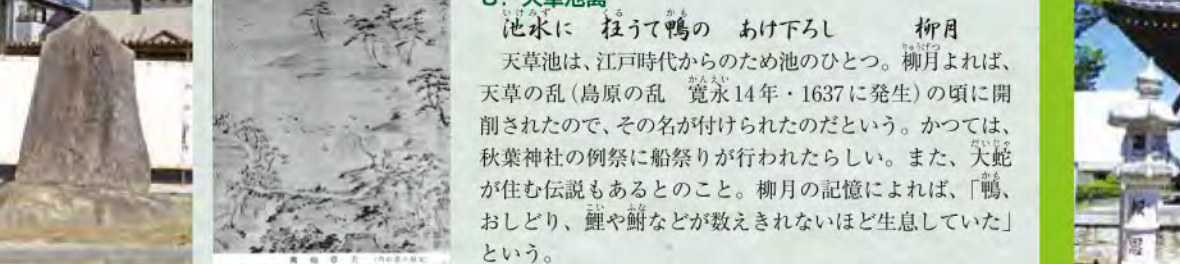 池水に 枉うて鴨の あけ下ろし 柳月
天草池は、江戸時代からのため池のひとつ。柳月よれば、
天草の乱(島原の乱 寛永14年・1637に発生)の頃に開
削されたので、その名が付けられたのだという。かつては、
秋葉神社の例祭に船祭りが行われたらしい。また、大蛇
が住む伝説もあるとのこと。柳月の記憶によれば、「鴨、
おしどり、鯉や鮒などが数えきれないほど生息していた」
という。